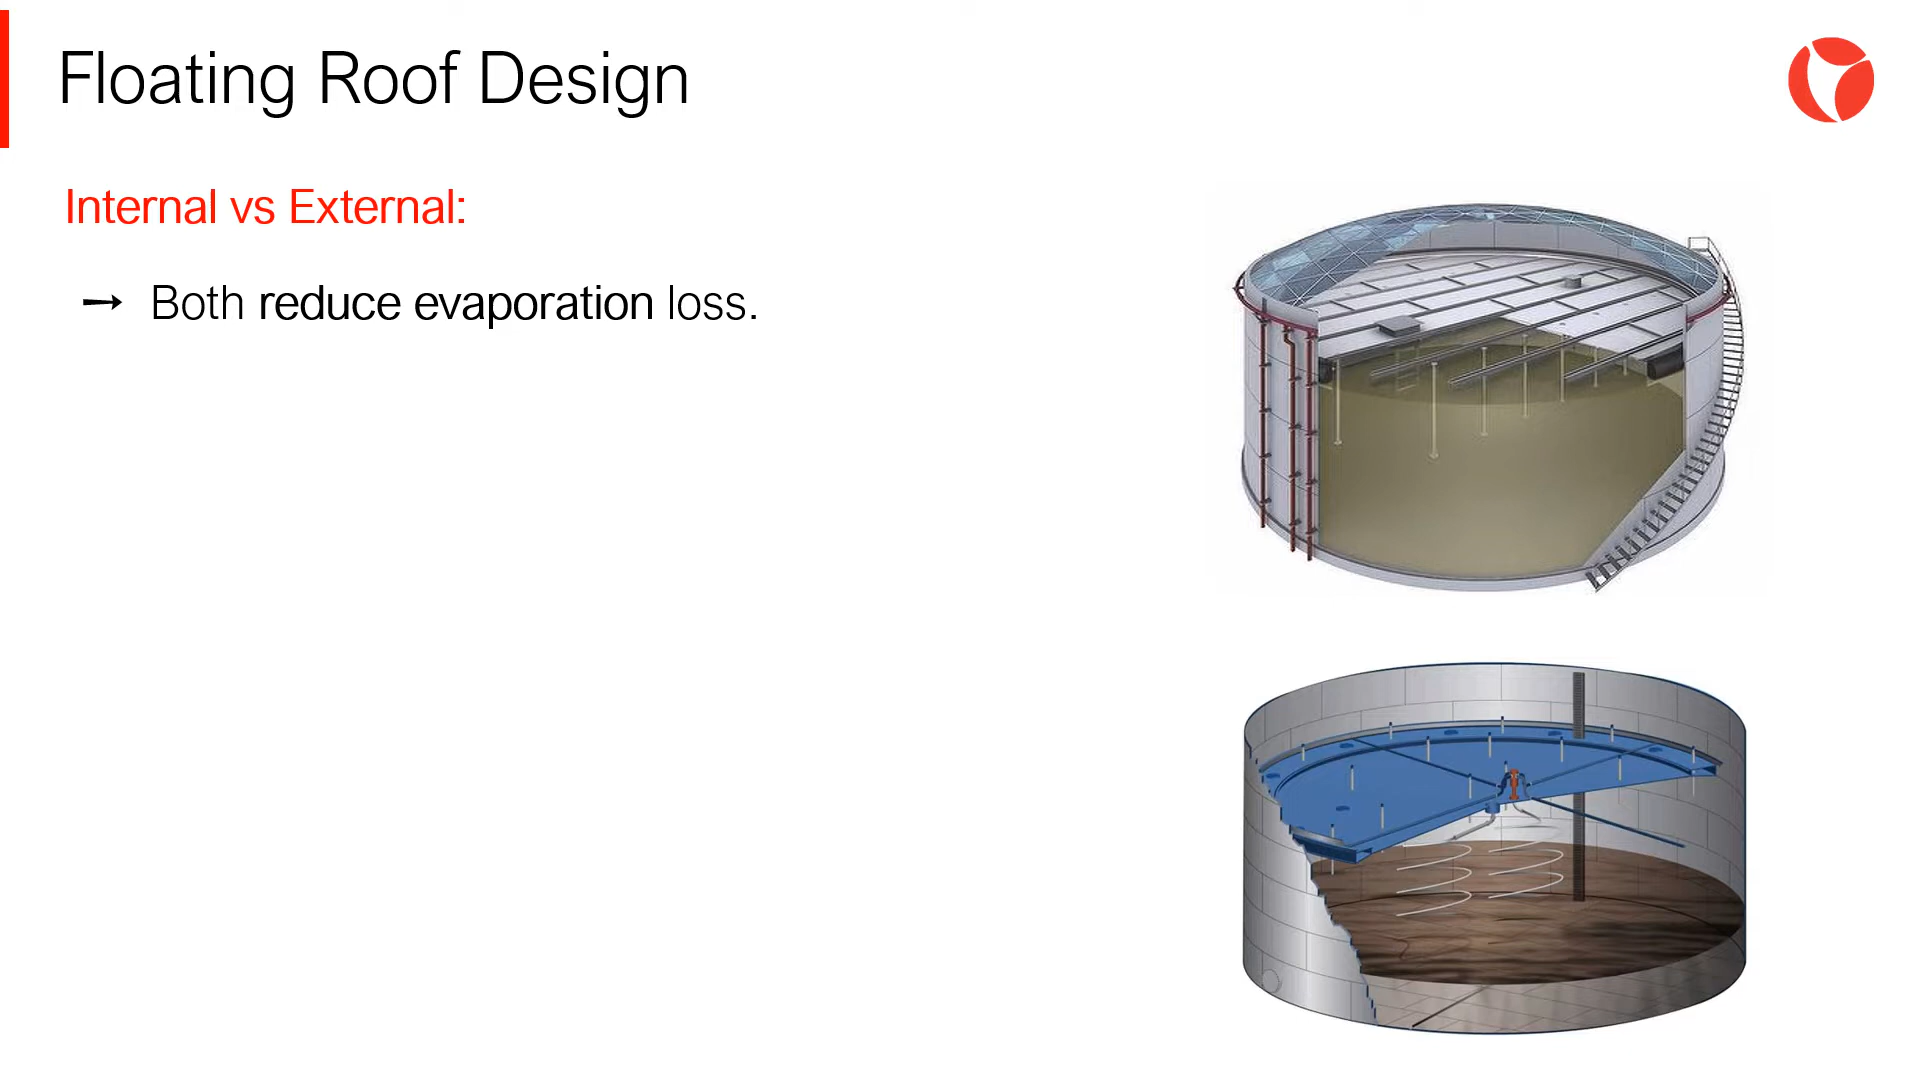 Floating Roof Design
Internal vs External:
→ Both reduce evaporation loss.